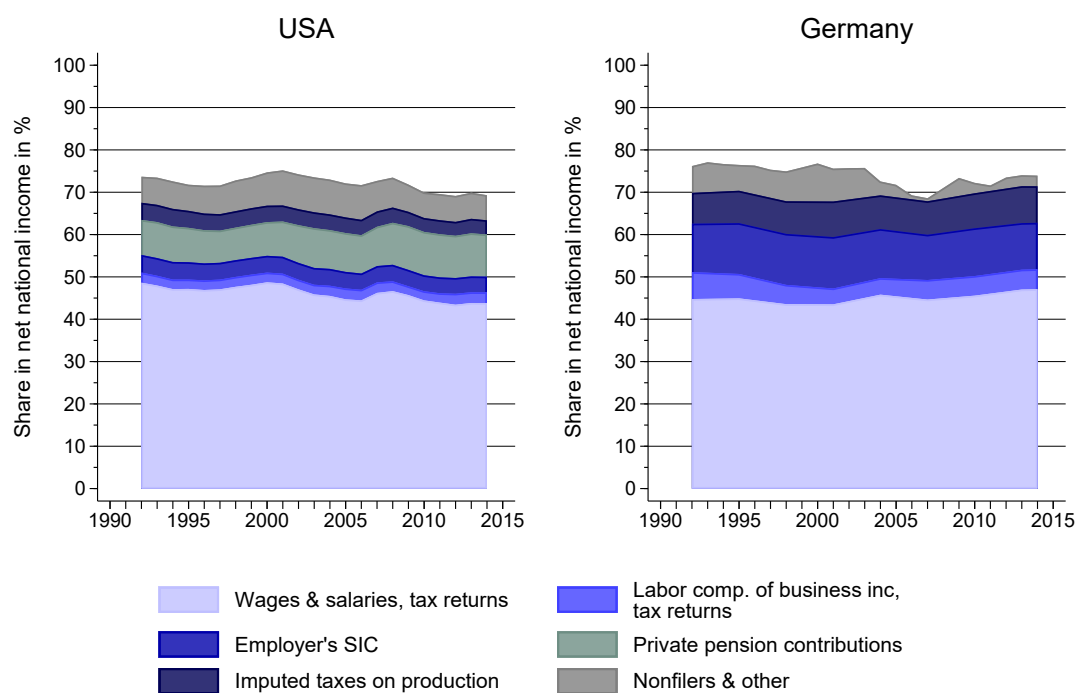 USA
Share in net national income in %
100
90
80
70
60
50
40
30
20
10
0
1990 1995 2000 2005 2010 2015
Germany
Share in net national income in %
100
90
80
70
60
50
40
30
20
10
0
1990 1995 2000 2005 2010 2015
Wages & salaries, tax returns
Labor comp. of business inc,
tax returns
Employer's SIC
Private pension contributions
Imputed taxes on production
Nonfilers & other